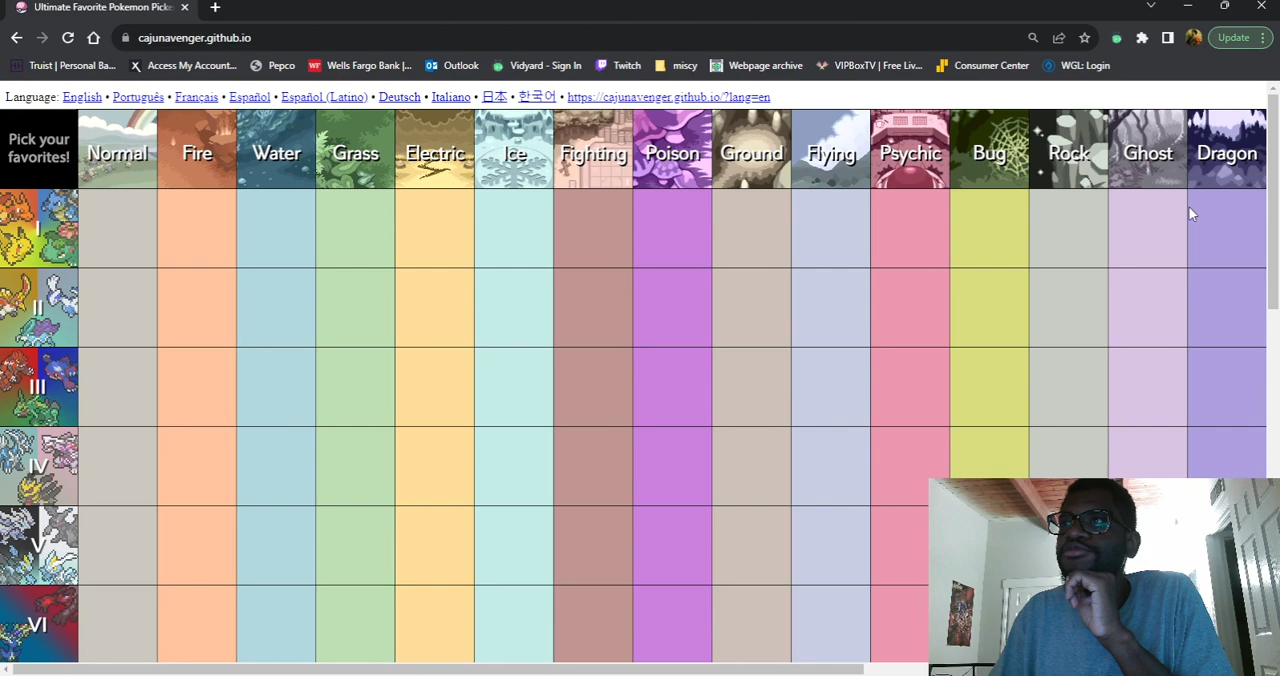 Ultimate Favorite Pokemon Picke
cajunavenger.github.io
Update
Truist | Personal Ba... Access My Account... Pepco Wells Fargo Bank |... Outlook Vidyard - Sign In Twitch miscy Webpage archive VIPBoxTV | Free Liv... Consumer Center WGL: Login
Language: English • Português • Français • Español • Español (Latino) • Deutsch • Italiano • 日本 • 한국어 • https://cajunavenger.github.io/?lang=en
Pick your
favorites!
Normal Fire Water Grass Electric Ice Fighting Poison Ground Flying Psychic Bug Rock Ghost Dragon
I
II
III
IV
V
VI